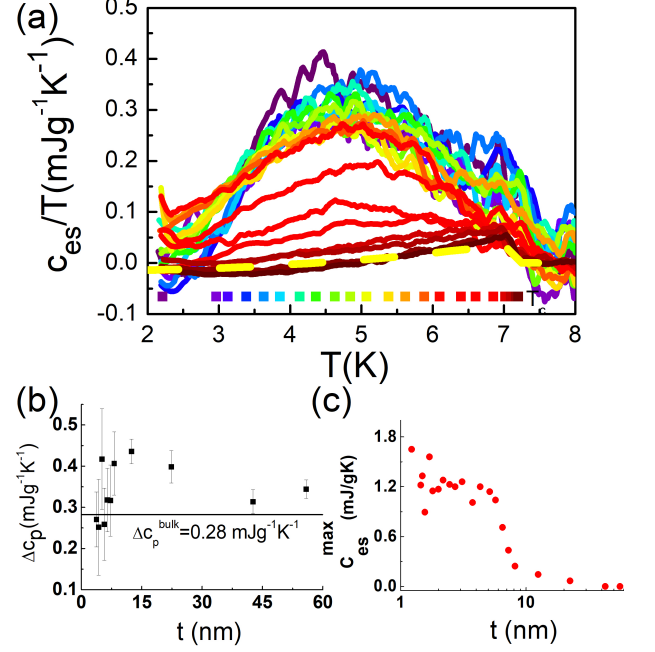 (a)
0.5
0.4
0.3
0.2
0.1
0.0
-0.1
c_es/T(mJg⁻¹K⁻¹)
2 3 4 5 6 7 8
T(K)
c
(b)
0.5
0.4
0.3
0.2
0.1
Δc_p(mJg⁻¹K⁻¹)
Δc_p^bulk=0.28 mJg⁻¹K⁻¹
0 15 30 45 60
t (nm)
(c)
1.8
1.2
0.6
0.0
C_es^max (mJ/gK)
1 10
t (nm)